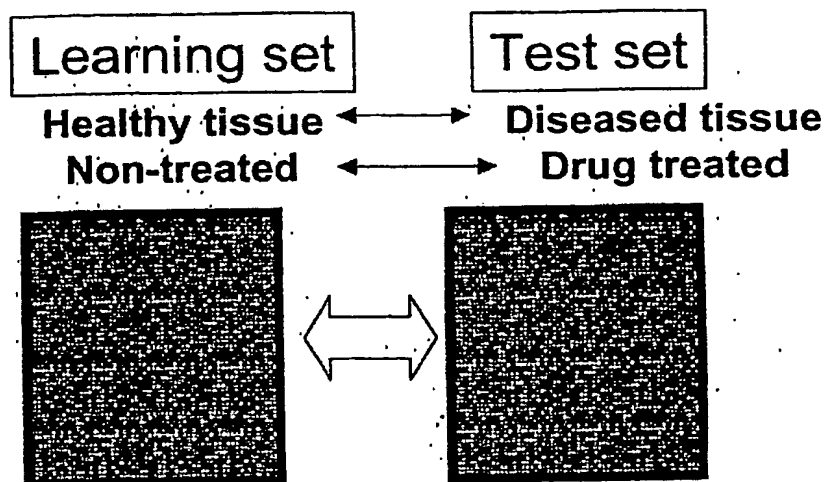 Learning set
Test set
Healthy tissue
Diseased tissue
Non-treated
Drug treated